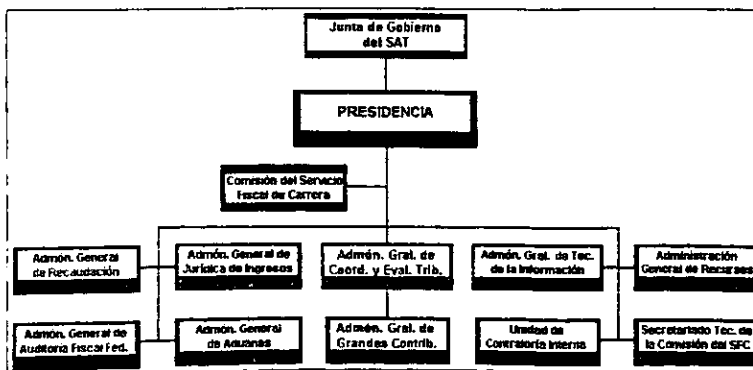 Junta de Gobierno
del SAT
PRESIDENCIA
Comisión del Servicio
Fiscal de Carrera
Admón. General
de Recaudación
Admón. General de
Jurídica de Ingresos
Admón. Gral. de
Coord. y Eval. Trib.
Admón. Gral. de Tec.
de la Información
Administración
General de Recursos
Admón. General de
Auditoría Fiscal Fed.
Admón. General
de Aduanas
Admón. Gral. de
Grandes Contrib.
Unidad de
Contraloría Interna
Secretariado Tec. de
la Comisión del SFC